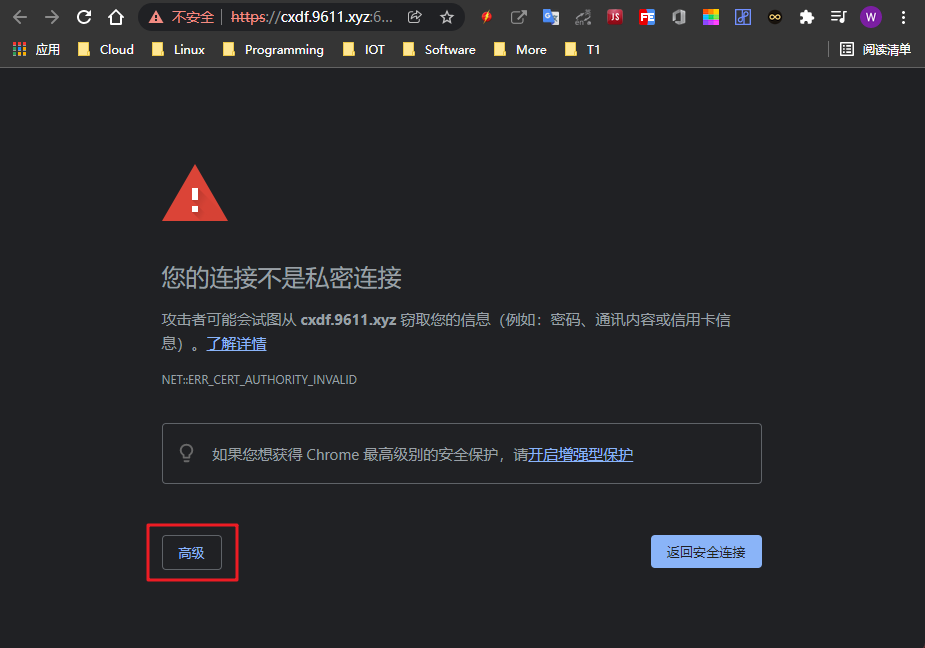 不安全 https://cxdf.9611.xyz:6...
JS FE W
应用 Cloud Linux Programming IOT Software More T1 阅读清单
您的连接不是私密连接
攻击者可能会试图从 cxdf.9611.xyz 窃取您的信息（例如：密码、通讯内容或信用卡信
息）。了解详情
NET::ERR_CERT_AUTHORITY_INVALID
如果您想获得 Chrome 最高级别的安全保护，请开启增强型保护
高级 返回安全连接